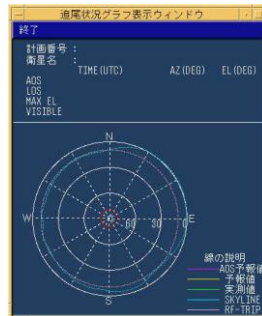 追尾状況グラフ表示ウィンドウ
終了
計画番号 :
衛星名 :
TIME(UTC) AZ(DEG) EL(DEG)
AOS
LOS
MAX EL
VISIBLE
N
W
60 30 0
E
S
線の説明
AOS予報値
予報値
実測値
SKYLINE
RF-TRIP